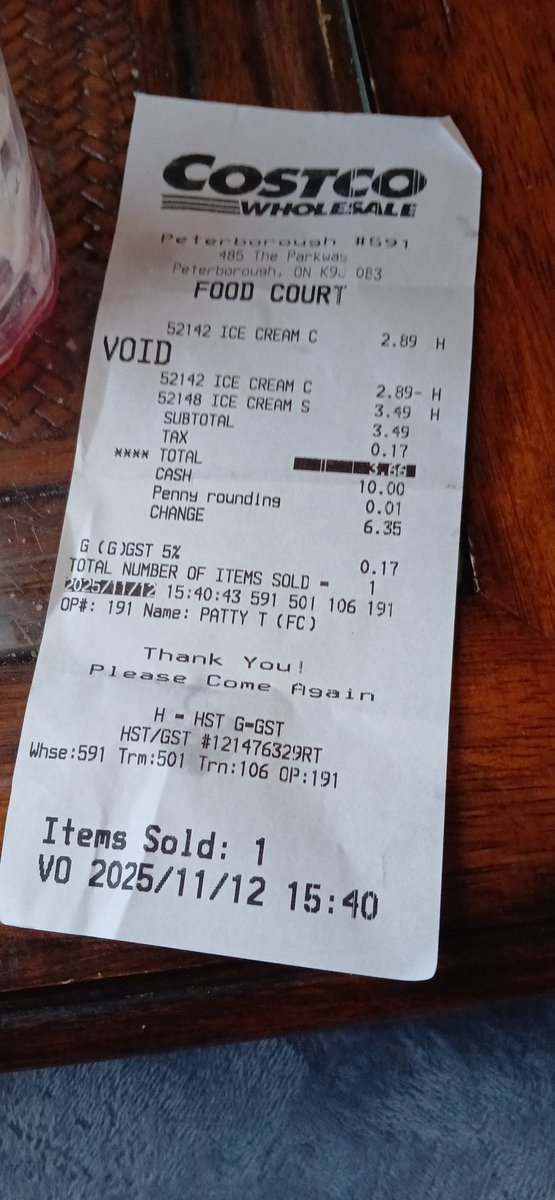 COSTCO
WHOLESALE
Peterborough #591
485 The Parkway
Peterborough, ON K9J 0B3
FOOD COURT
52142 ICE CREAM C 2.89 H
VOID
52142 ICE CREAM C 2.89- H
52148 ICE CREAM S 3.49 H
SUBTOTAL 3.49
TAX 0.17
**** TOTAL 3.66
CASH 10.00
Penny rounding 0.01
CHANGE 6.35
G (G)GST 5% 0.17
TOTAL NUMBER OF ITEMS SOLD = 1
2025/11/12 15:40:43 591 501 106 191
OP#: 191 Name: PATTY T (FC)
Thank You!
Please Come Again
H = HST G=GST
HST/GST #121476329RT
Whse:591 Trm:501 Trn:106 OP:191
Items Sold: 1
VO 2025/11/12 15:40